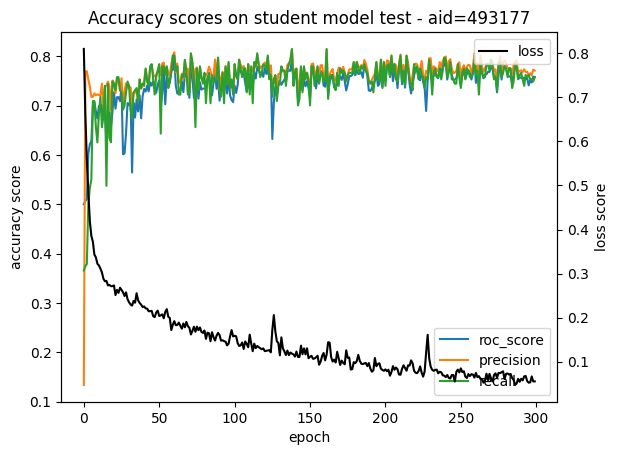 Accuracy scores on student model test - aid=493177
loss
accuracy score
loss score
0.8
0.7
0.6
0.5
0.4
0.3
0.2
0.1
0.8
0.7
0.6
0.5
0.4
0.3
0.2
0.1
roc_score
precision
recall
0
50
100
150
200
250
300
epoch